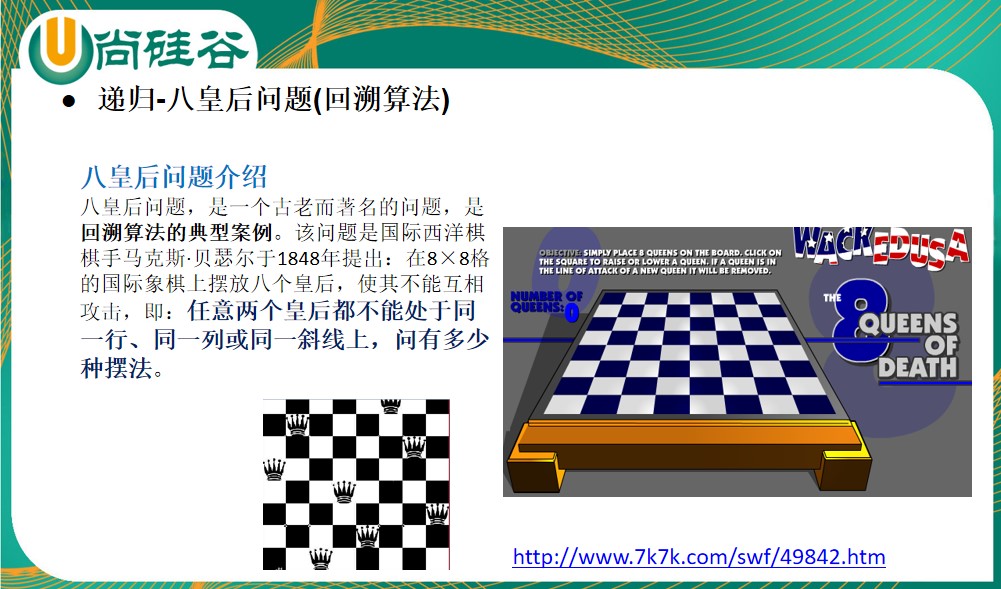 U尚硅谷
● 递归-八皇后问题(回溯算法)
八皇后问题介绍
八皇后问题，是一个古老而著名的问题，是
回溯算法的典型案例。该问题是国际西洋棋
棋手马克斯·贝瑟尔于1848年提出：在8×8格
的国际象棋上摆放八个皇后，使其不能互相
攻击，即：任意两个皇后都不能处于同
一行、同一列或同一斜线上，问有多少
种摆法。
WACKEDUSA
OBJECTIVE: SIMPLY PLACE 8 QUEENS ON THE BOARD. CLICK ON
THE SQUARE TO RAISE OR LOWER A QUEEN. IF A QUEEN IS IN
THE LINE OF ATTACK OF A NEW QUEEN IT WILL BE REMOVED.
NUMBER OF
QUEENS:0
THE 8
QUEENS
OF
DEATH
http://www.7k7k.com/swf/49842.htm